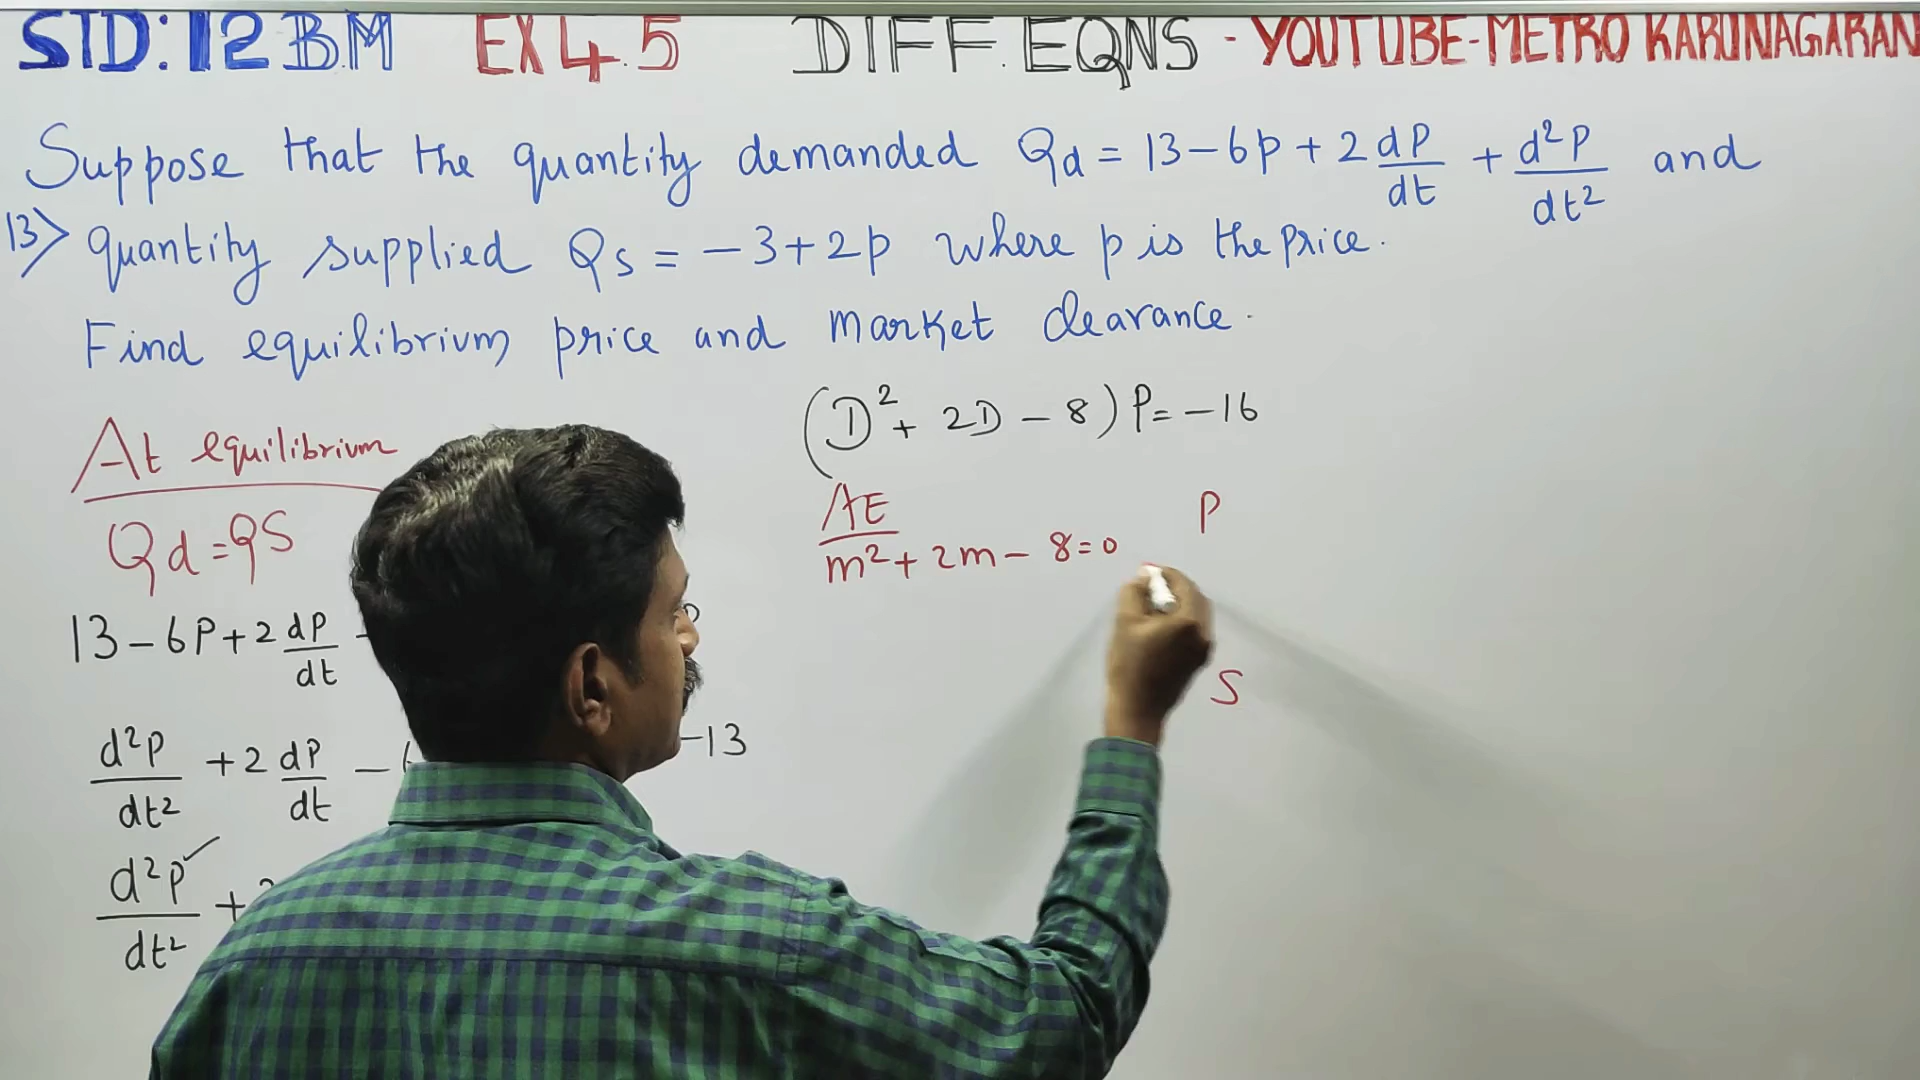 STD: 12 BM EX 4.5 DIFF. EQNS - YOUTUBE-METRO KARUNAGARAN
Suppose that the quantity demanded Qd = 13 - 6p + 2 dp/dt + d²p/dt² and
13> quantity supplied Qs = -3 + 2p where p is the price.
Find equilibrium price and market clearance.
At equilibrium
Qd = QS
13 - 6P + 2 dP/dt
d²p/dt² + 2 dp/dt - -13
d²p/dt² +
(D² + 2D - 8) P = -16
AE
m² + 2m - 8 = 0
P
S